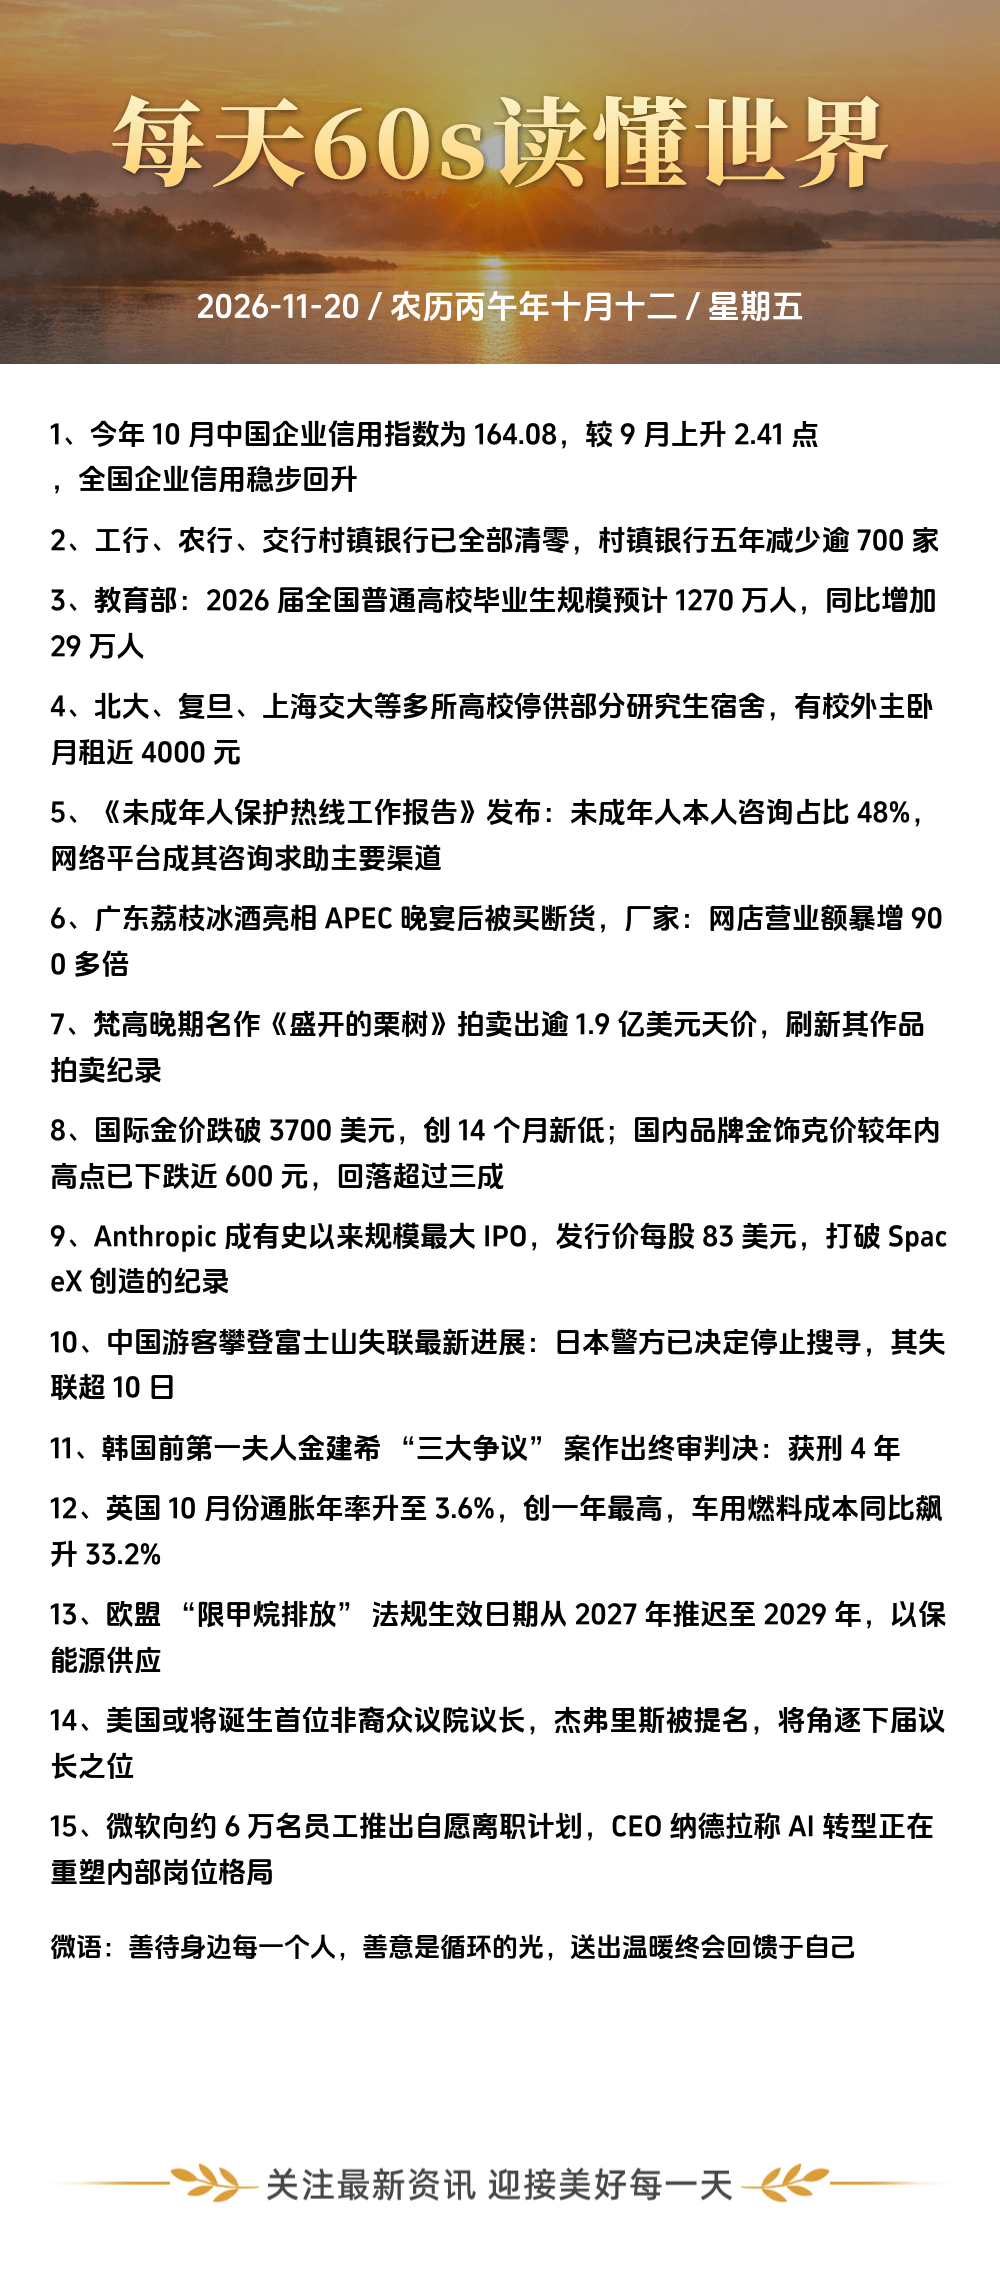 每天60s读懂世界
2026-11-20 / 农历丙午年十月十二 / 星期五
1、今年 10 月中国企业信用指数为 164.08，较 9 月上升 2.41 点
，全国企业信用稳步回升
2、工行、农行、交行村镇银行已全部清零，村镇银行五年减少逾 700 家
3、教育部：2026 届全国普通高校毕业生规模预计 1270 万人，同比增加
29 万人
4、北大、复旦、上海交大等多所高校停供部分研究生宿舍，有校外主卧
月租近 4000 元
5、《未成年人保护热线工作报告》发布：未成年人本人咨询占比 48%，
网络平台成其咨询求助主要渠道
6、广东荔枝冰酒亮相 APEC 晚宴后被买断货，厂家：网店营业额暴增 90
0 多倍
7、梵高晚期名作《盛开的栗树》拍卖出逾 1.9 亿美元天价，刷新其作品
拍卖纪录
8、国际金价跌破 3700 美元，创 14 个月新低；国内品牌金饰克价较年内
高点已下跌近 600 元，回落超过三成
9、Anthropic 成有史以来规模最大 IPO，发行价每股 83 美元，打破 Spac
eX 创造的纪录
10、中国游客攀登富士山失联最新进展：日本警方已决定停止搜寻，其失
联超 10 日
11、韩国前第一夫人金建希 “三大争议” 案作出终审判决：获刑 4 年
12、英国 10 月份通胀年率升至 3.6%，创一年最高，车用燃料成本同比飙
升 33.2%
13、欧盟 “限甲烷排放” 法规生效日期从 2027 年推迟至 2029 年，以保
能源供应
14、美国或将诞生首位非裔众议院议长，杰弗里斯被提名，将角逐下届议
长之位
15、微软向约 6 万名员工推出自愿离职计划，CEO 纳德拉称 AI 转型正在
重塑内部岗位格局
微语：善待身边每一个人，善意是循环的光，送出温暖终会回馈于自己
关注最新资讯 迎接美好每一天